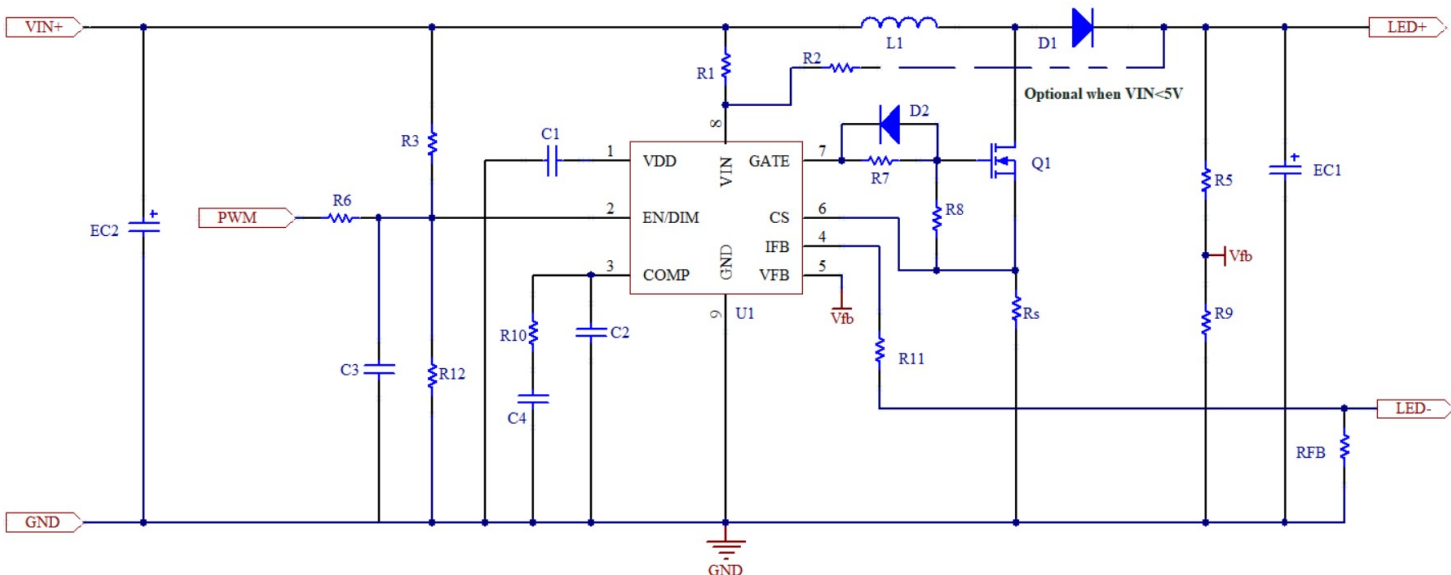 VIN+
L1
D1
LED+
R1
R2
Optional when VIN<5V
D2
C1
8
R3
1
VDD
VIN
GATE
7
R7
Q1
R5
EC1
R6
PWM
2
EN/DIM
CS
6
R8
EC2
IFB
4
Vfb
3
COMP
GND
VFB
5
9
U1
Vfb
Rs
R9
R10
C2
R11
C3
R12
C4
LED-
RFB
GND
GND